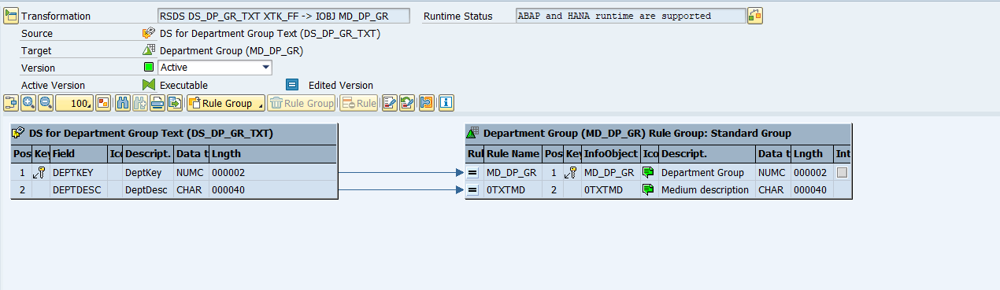 Transformation RSDS DS_DP_GR_TXT XTK_FF -> IOBJ MD_DP_GR Runtime Status ABAP and HANA runtime are supported
Source DS for Department Group Text (DS_DP_GR_TXT)
Target Department Group (MD_DP_GR)
Version Active
Active Version Executable Edited Version
100 Rule Group Rule Group Rule
DS for Department Group Text (DS_DP_GR_TXT) Department Group (MD_DP_GR) Rule Group: Standard Group
Pos Key Field Ico Descript. Data t Lngth Rul Rule Name Pos Key InfoObject Ico Descript. Data t Lngth Int
1 DEPTKEY DeptKey NUMC 000002 MD_DP_GR 1 MD_DP_GR Department Group NUMC 000002
2 DEPTDESC DeptDesc CHAR 000040 0TXTMD 2 0TXTMD Medium description CHAR 000040